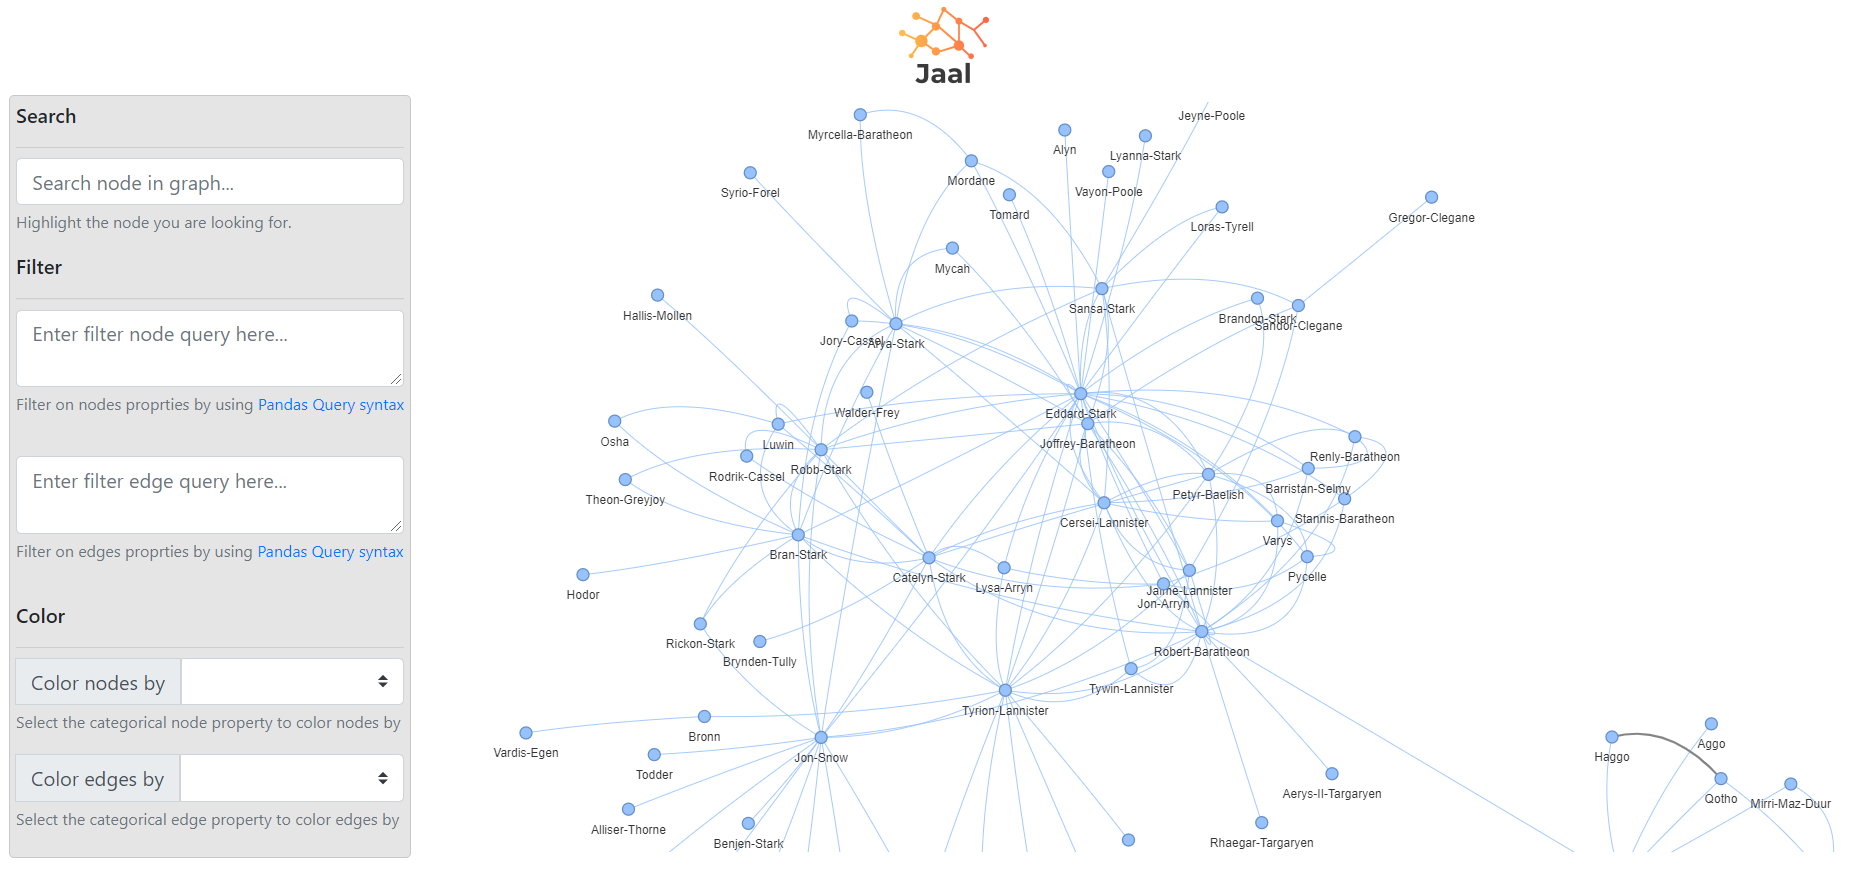 Jaal
Search
Search node in graph...
Highlight the node you are looking for.
Filter
Enter filter node query here...
Filter on nodes proprties by using Pandas Query syntax
Enter filter edge query here...
Filter on edges proprties by using Pandas Query syntax
Color
Color nodes by
Select the categorical node property to color nodes by
Color edges by
Select the categorical edge property to color edges by
Jeyne-Poole
Myrcella-Baratheon
Alyn
Lyanna-Stark
Mordane
Syrio-Forel
Vayon-Poole
Tomard
Gregor-Clegane
Loras-Tyrell
Mycah
Sansa-Stark
Hallis-Mollen
Brandon-Stark
Sandor-Clegane
Jory-Cassel
Arya-Stark
Walder-Frey
Eddard-Stark
Osha
Luwin
Joffrey-Baratheon
Renly-Baratheon
Robb-Stark
Rodrik-Cassel
Barristan-Selmy
Petyr-Baelish
Theon-Greyjoy
Stannis-Baratheon
Cersei-Lannister
Varys
Bran-Stark
Catelyn-Stark
Pycelle
Lysa-Arryn
Jaime-Lannister
Hodor
Jon-Arryn
Rickon-Stark
Robert-Baratheon
Brynden-Tully
Tywin-Lannister
Tyrion-Lannister
Bronn
Aggo
Vardis-Egen
Jon-Snow
Haggo
Todder
Aerys-II-Targaryen
Qotho
Mirri-Maz-Duur
Alliser-Thorne
Benjen-Stark
Rhaegar-Targaryen